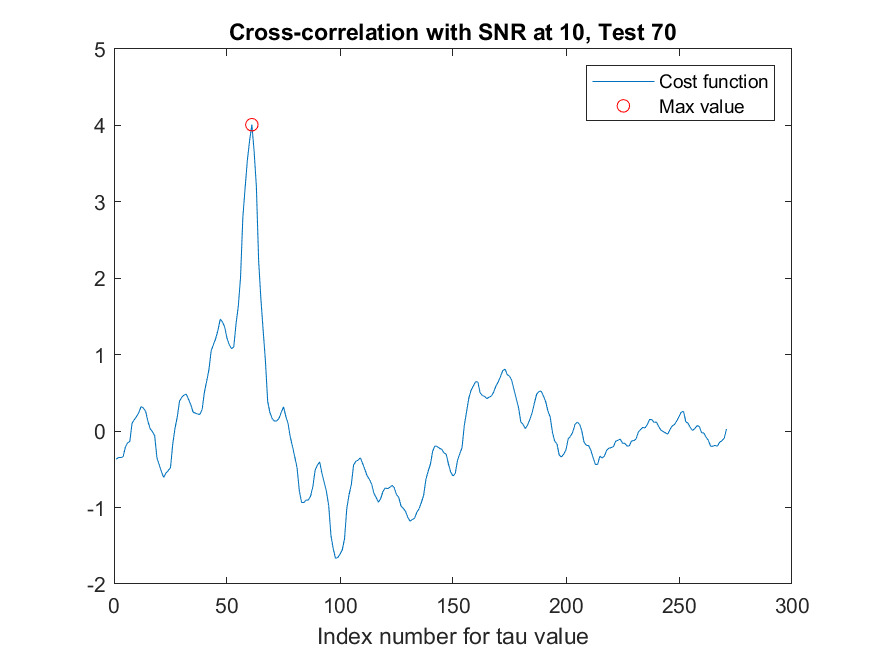 Cross-correlation with SNR at 10, Test 70
5
Cost function
Max value
4
3
2
1
0
-1
-2
0 50 100 150 200 250 300
Index number for tau value